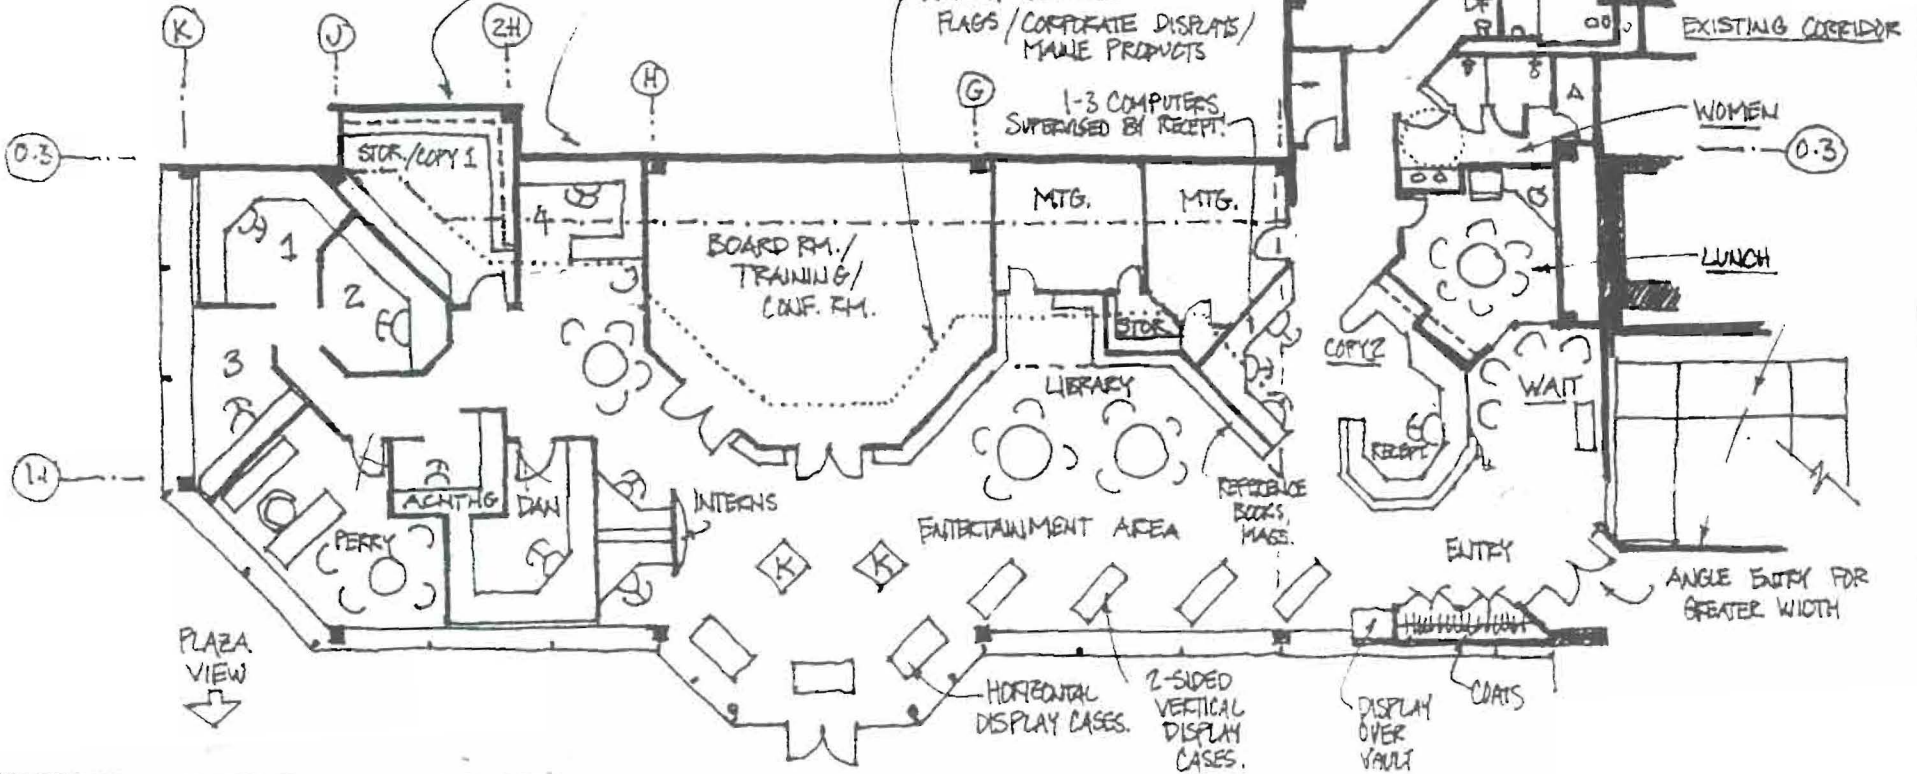 K
J
2H
H
G
FLAGS/CORPORATE DISPLAYS/
MAINE PRODUCTS
1-3 COMPUTERS
SUPERVISED BY RECEPT.
EXISTING CORRIDOR
WOMEN
0.3
0.3
STOR./COPY 1
1
2
3
4
BOARD RM./
TRAINING/
CONF. RM.
MTG.
MTG.
STOR.
LUNCH
COPY 2
WAIT
LIBRARY
RECEPT.
REFERENCE
BOOKS,
MAGS.
ACNTNG
DAN
INTERNS
PERRY
ENTERTAINMENT AREA
K
K
ENTRY
ANGLE ENTRY FOR
GREATER WIDTH
PLAZA
VIEW
HORIZONTAL
DISPLAY CASES.
2-SIDED
VERTICAL
DISPLAY
CASES.
DISPLAY
OVER
VAULT
COATS